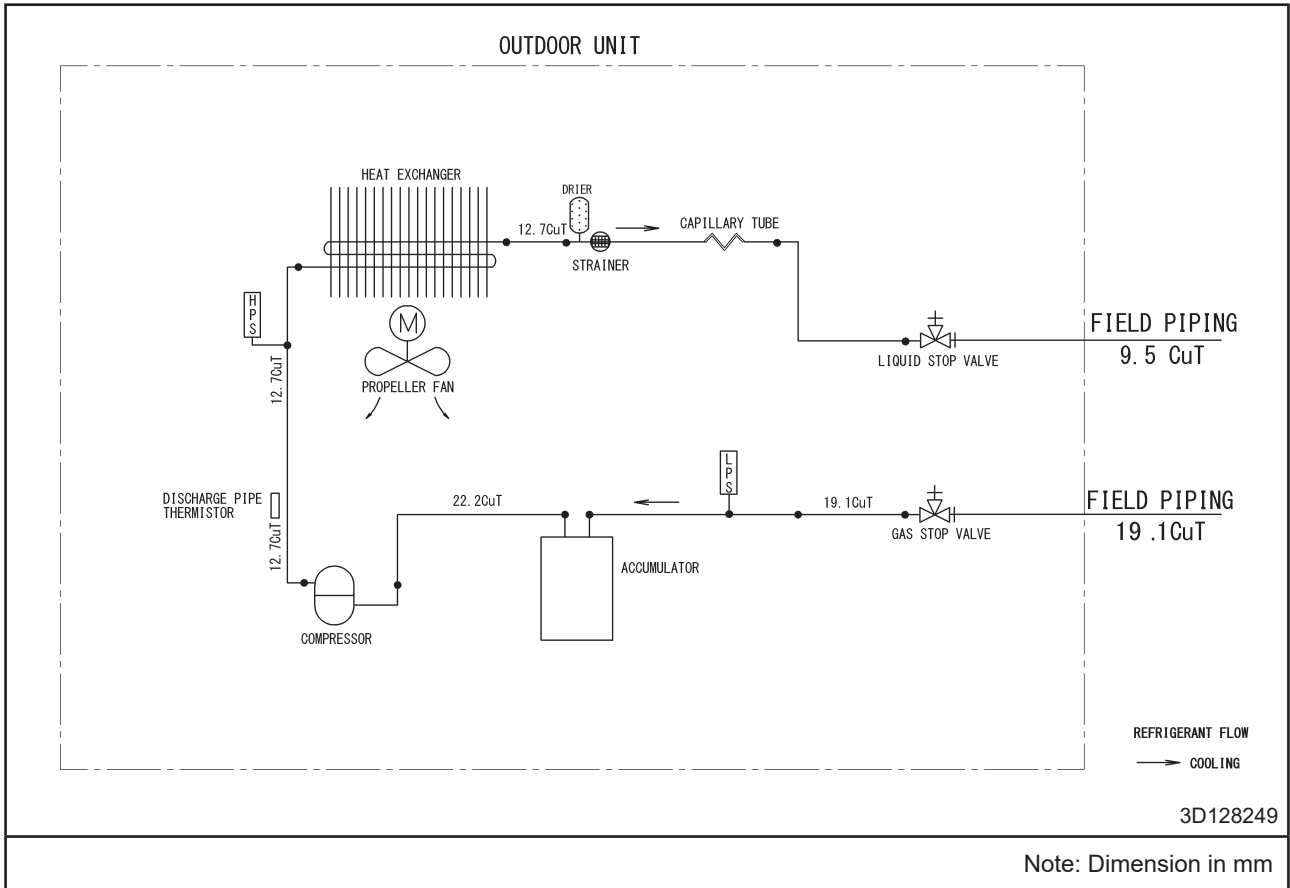 OUTDOOR UNIT
HEAT EXCHANGER
DRIER
12.7CuT
CAPILLARY TUBE
STRAINER
HPS
M
12.7CuT
PROPELLER FAN
FIELD PIPING
9.5 CuT
LIQUID STOP VALVE
LPS
DISCHARGE PIPE
THERMISTOR
22.2CuT
19.1CuT
FIELD PIPING
19 .1CuT
GAS STOP VALVE
12.7CuT
ACCUMULATOR
COMPRESSOR
REFRIGERANT FLOW
COOLING
3D128249
Note: Dimension in mm